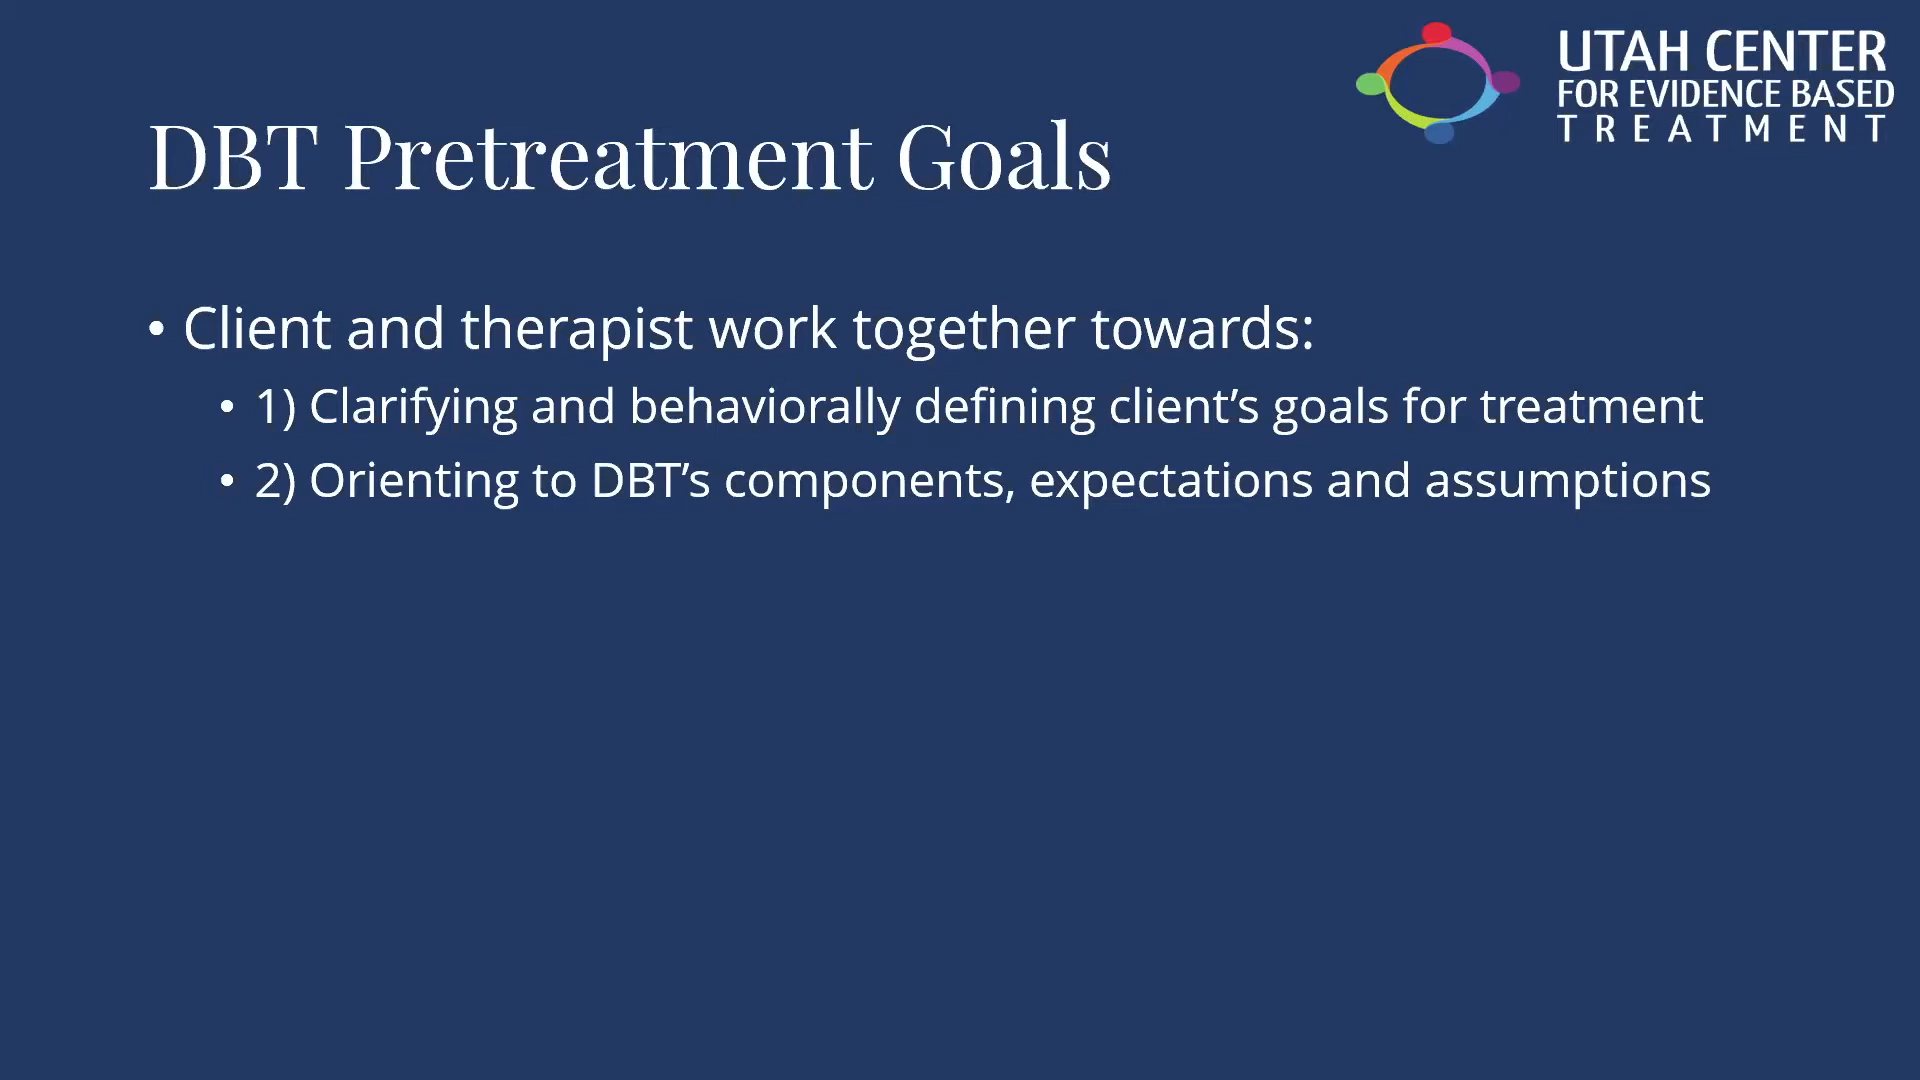 UTAH CENTER
FOR EVIDENCE BASED
TREATMENT
DBT Pretreatment Goals
• Client and therapist work together towards:
• 1) Clarifying and behaviorally defining client’s goals for treatment
• 2) Orienting to DBT’s components, expectations and assumptions